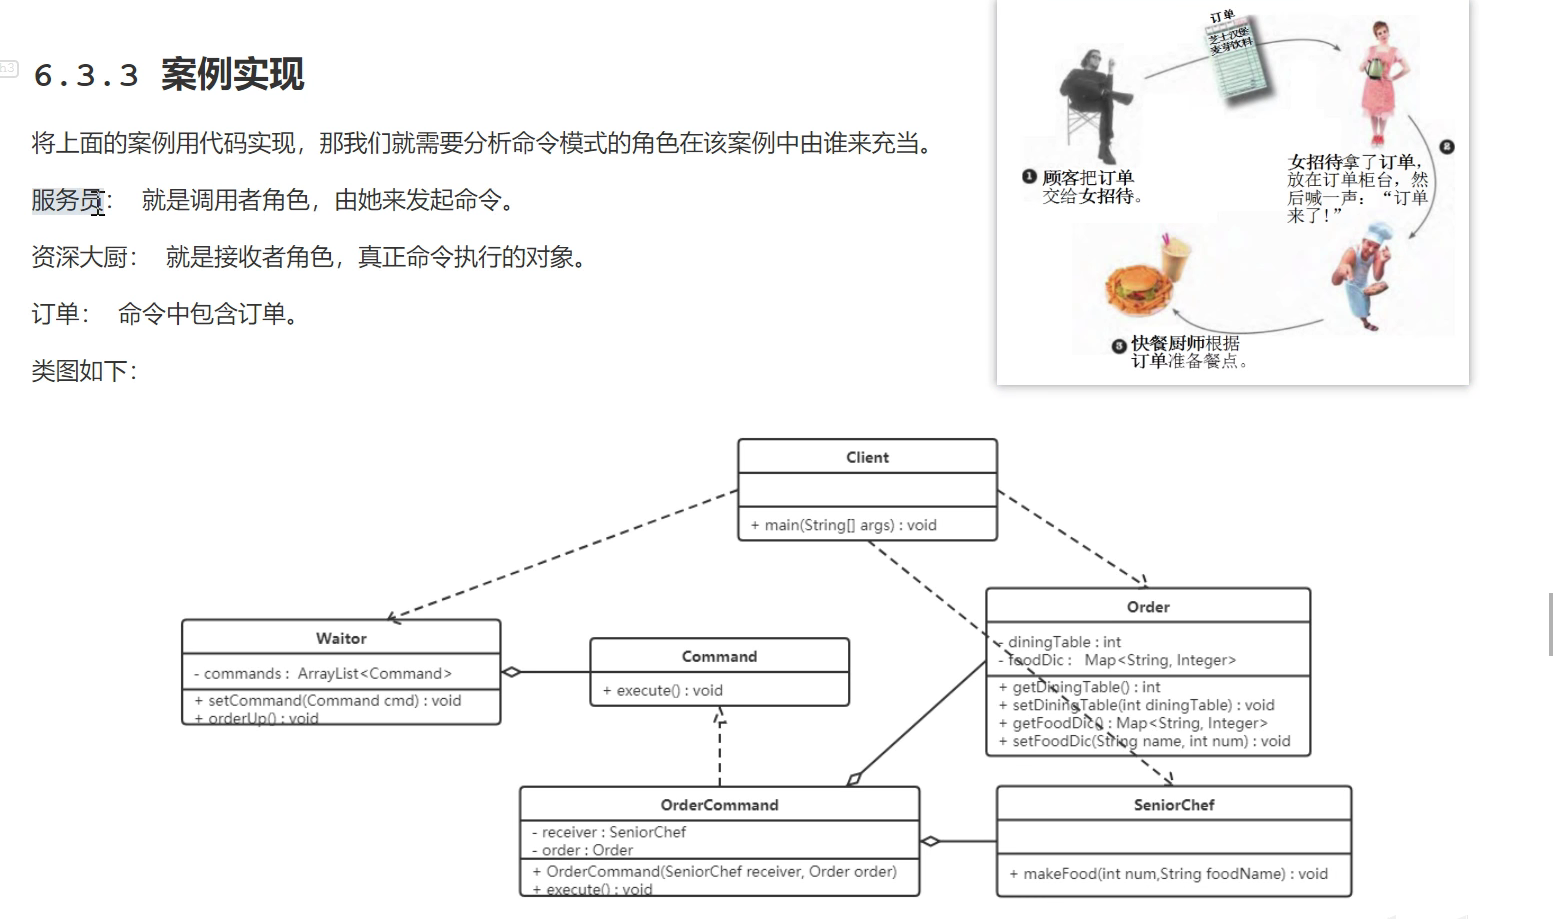 h3
6.3.3 案例实现
将上面的案例用代码实现，那我们就需要分析命令模式的角色在该案例中由谁来充当。
服务员： 就是调用者角色，由她来发起命令。
资深大厨： 就是接收者角色，真正命令执行的对象。
订单： 命令中包含订单。
类图如下：
订单
芝士汉堡
麦芽饮料
1 顾客把订单
交给女招待。
2
女招待拿了订单，
放在订单柜台，然
后喊一声：“订单
来了！”
3 快餐厨师根据
订单准备餐点。
Client
+ main(String[] args) : void
Waitor
- commands : ArrayList<Command>
+ setCommand(Command cmd) : void
+ orderUp() : void
Command
+ execute() : void
Order
- diningTable : int
- foodDic : Map<String, Integer>
+ getDiningTable() : int
+ setDiningTable(int diningTable) : void
+ getFoodDic() : Map<String, Integer>
+ setFoodDic(String name, int num) : void
OrderCommand
- receiver : SeniorChef
- order : Order
+ OrderCommand(SeniorChef receiver, Order order)
+ execute() : void
SeniorChef
+ makeFood(int num,String foodName) : void